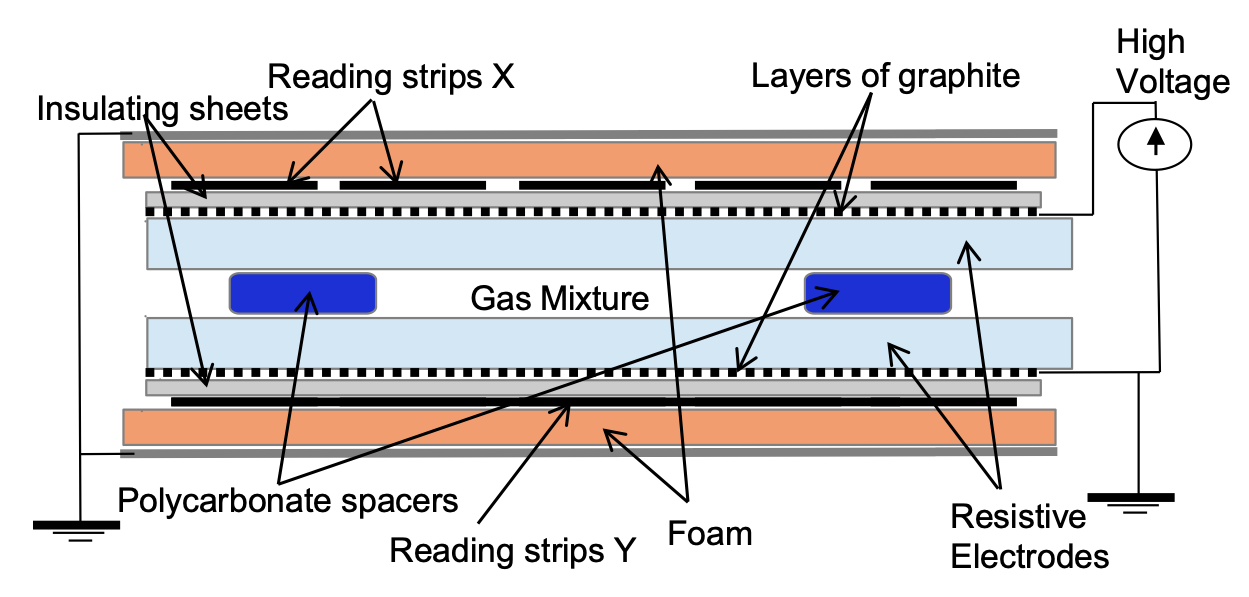 High
Voltage
Reading strips X
Layers of graphite
Insulating sheets
Gas Mixture
Polycarbonate spacers
Reading strips Y
Foam
Resistive
Electrodes